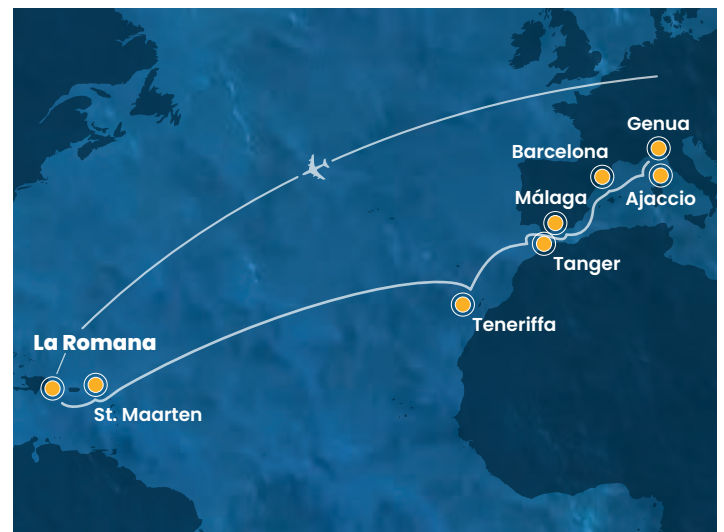 Genua
Barcelona
Ajaccio
Málaga
Tanger
Teneriffa
La Romana
St. Maarten